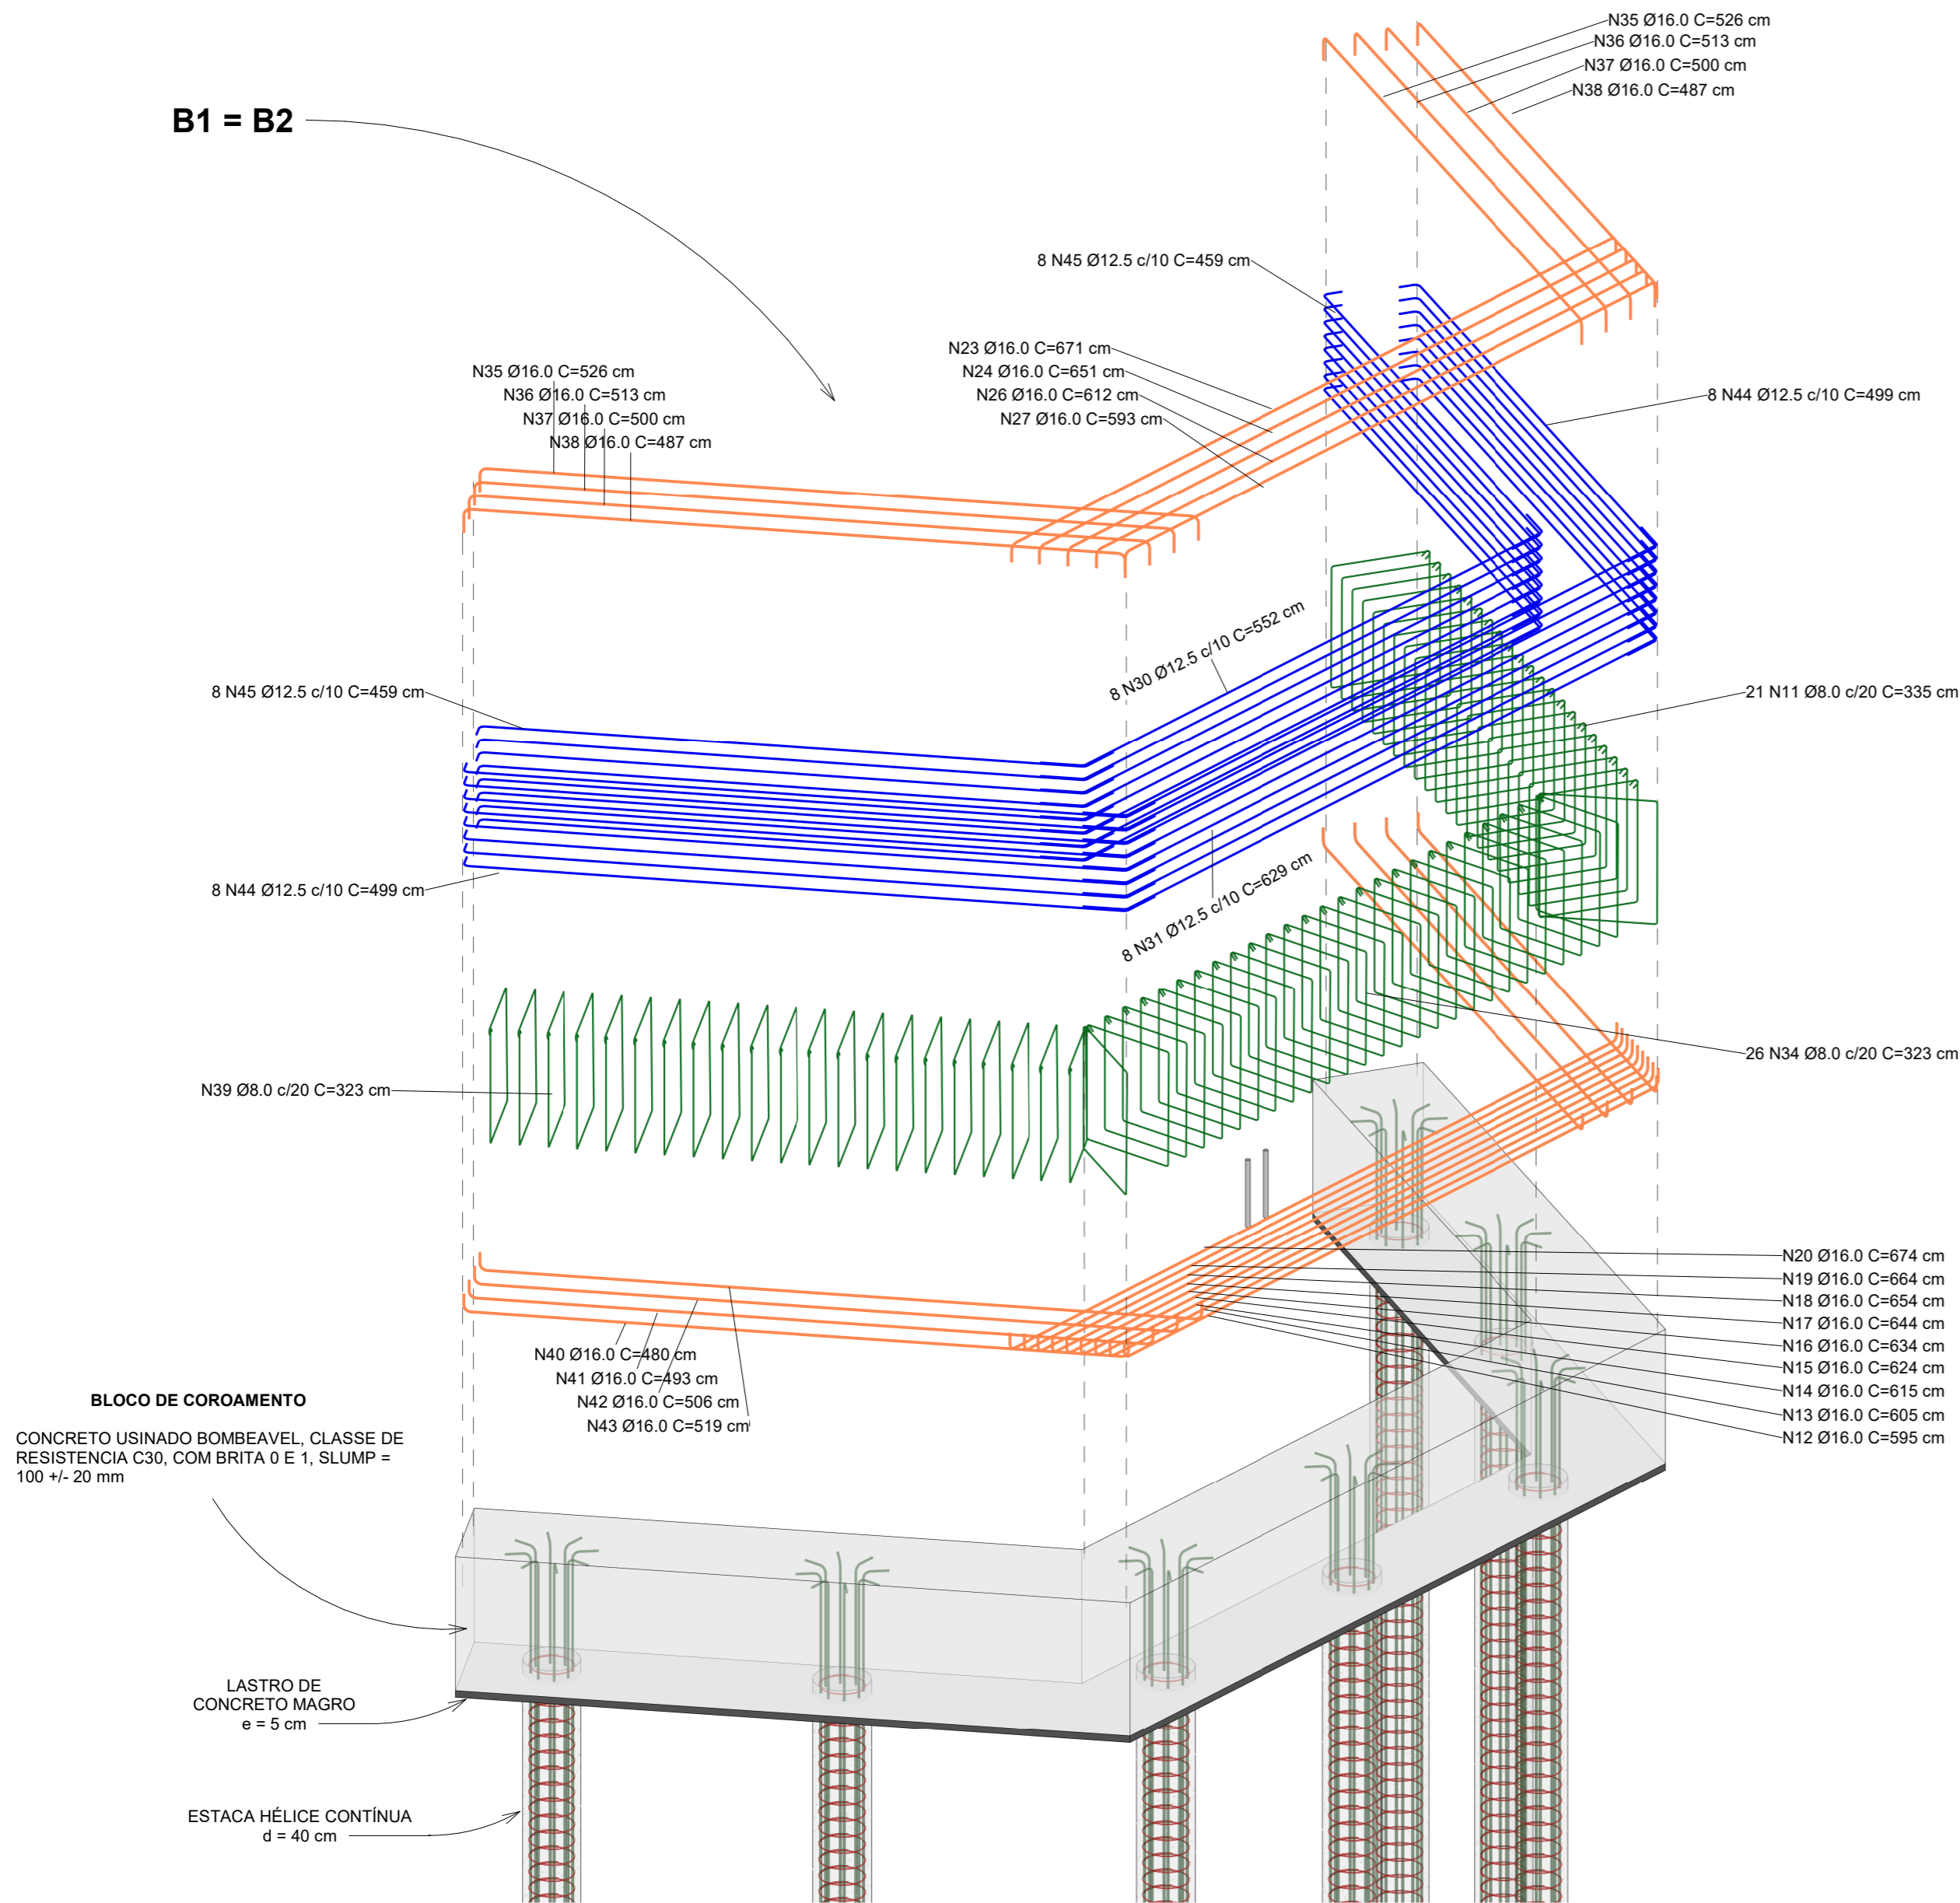 N35 Ø16.0 C=526 cm
N36 Ø16.0 C=513 cm
N37 Ø16.0 C=500 cm
N38 Ø16.0 C=487 cm
B1 = B2
8 N45 Ø12.5 c/10 C=459 cm
N23 Ø16.0 C=671 cm
N24 Ø16.0 C=651 cm
N26 Ø16.0 C=612 cm
N27 Ø16.0 C=593 cm
N35 Ø16.0 C=526 cm
N36 Ø16.0 C=513 cm
N37 Ø16.0 C=500 cm
N38 Ø16.0 C=487 cm
8 N44 Ø12.5 c/10 C=499 cm
8 N30 Ø12.5 c/10 C=552 cm
8 N45 Ø12.5 c/10 C=459 cm
21 N11 Ø8.0 c/20 C=335 cm
8 N44 Ø12.5 c/10 C=499 cm
8 N31 Ø12.5 c/10 C=629 cm
26 N34 Ø8.0 c/20 C=323 cm
N39 Ø8.0 c/20 C=323 cm
N20 Ø16.0 C=674 cm
N19 Ø16.0 C=664 cm
N18 Ø16.0 C=654 cm
N17 Ø16.0 C=644 cm
N16 Ø16.0 C=634 cm
N15 Ø16.0 C=624 cm
N14 Ø16.0 C=615 cm
N13 Ø16.0 C=605 cm
N12 Ø16.0 C=595 cm
N40 Ø16.0 C=480 cm
N41 Ø16.0 C=493 cm
N42 Ø16.0 C=506 cm
N43 Ø16.0 C=519 cm
BLOCO DE COROAMENTO
CONCRETO USINADO BOMBEAVEL, CLASSE DE
RESISTENCIA C30, COM BRITA 0 E 1, SLUMP =
100 +/- 20 mm
LASTRO DE
CONCRETO MAGRO
e = 5 cm
ESTACA HÉLICE CONTÍNUA
d = 40 cm